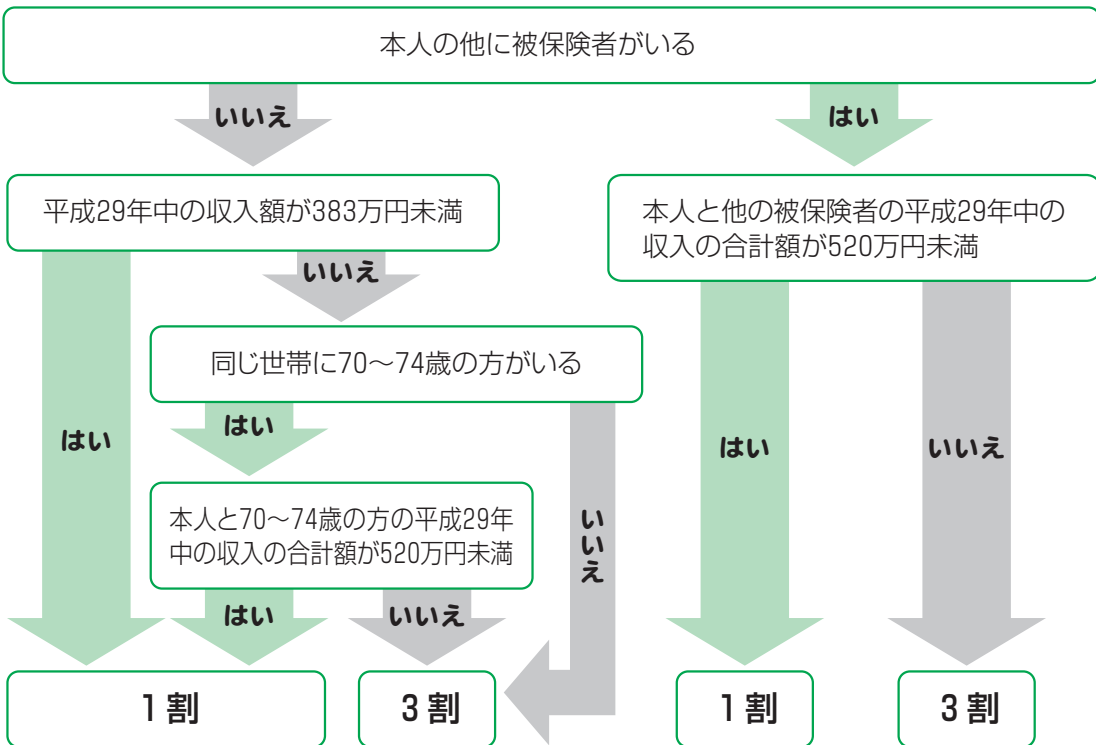 本人の他に被保険者がいる
いいえ
はい
平成29年中の収入額が383万円未満
本人と他の被保険者の平成29年中の
収入の合計額が520万円未満
いいえ
同じ世帯に70～74歳の方がいる
はい
はい
はい
いいえ
本人と70～74歳の方の平成29年
中の収入の合計額が520万円未満
いいえ
はい
いいえ
1割
3割
1割
3割